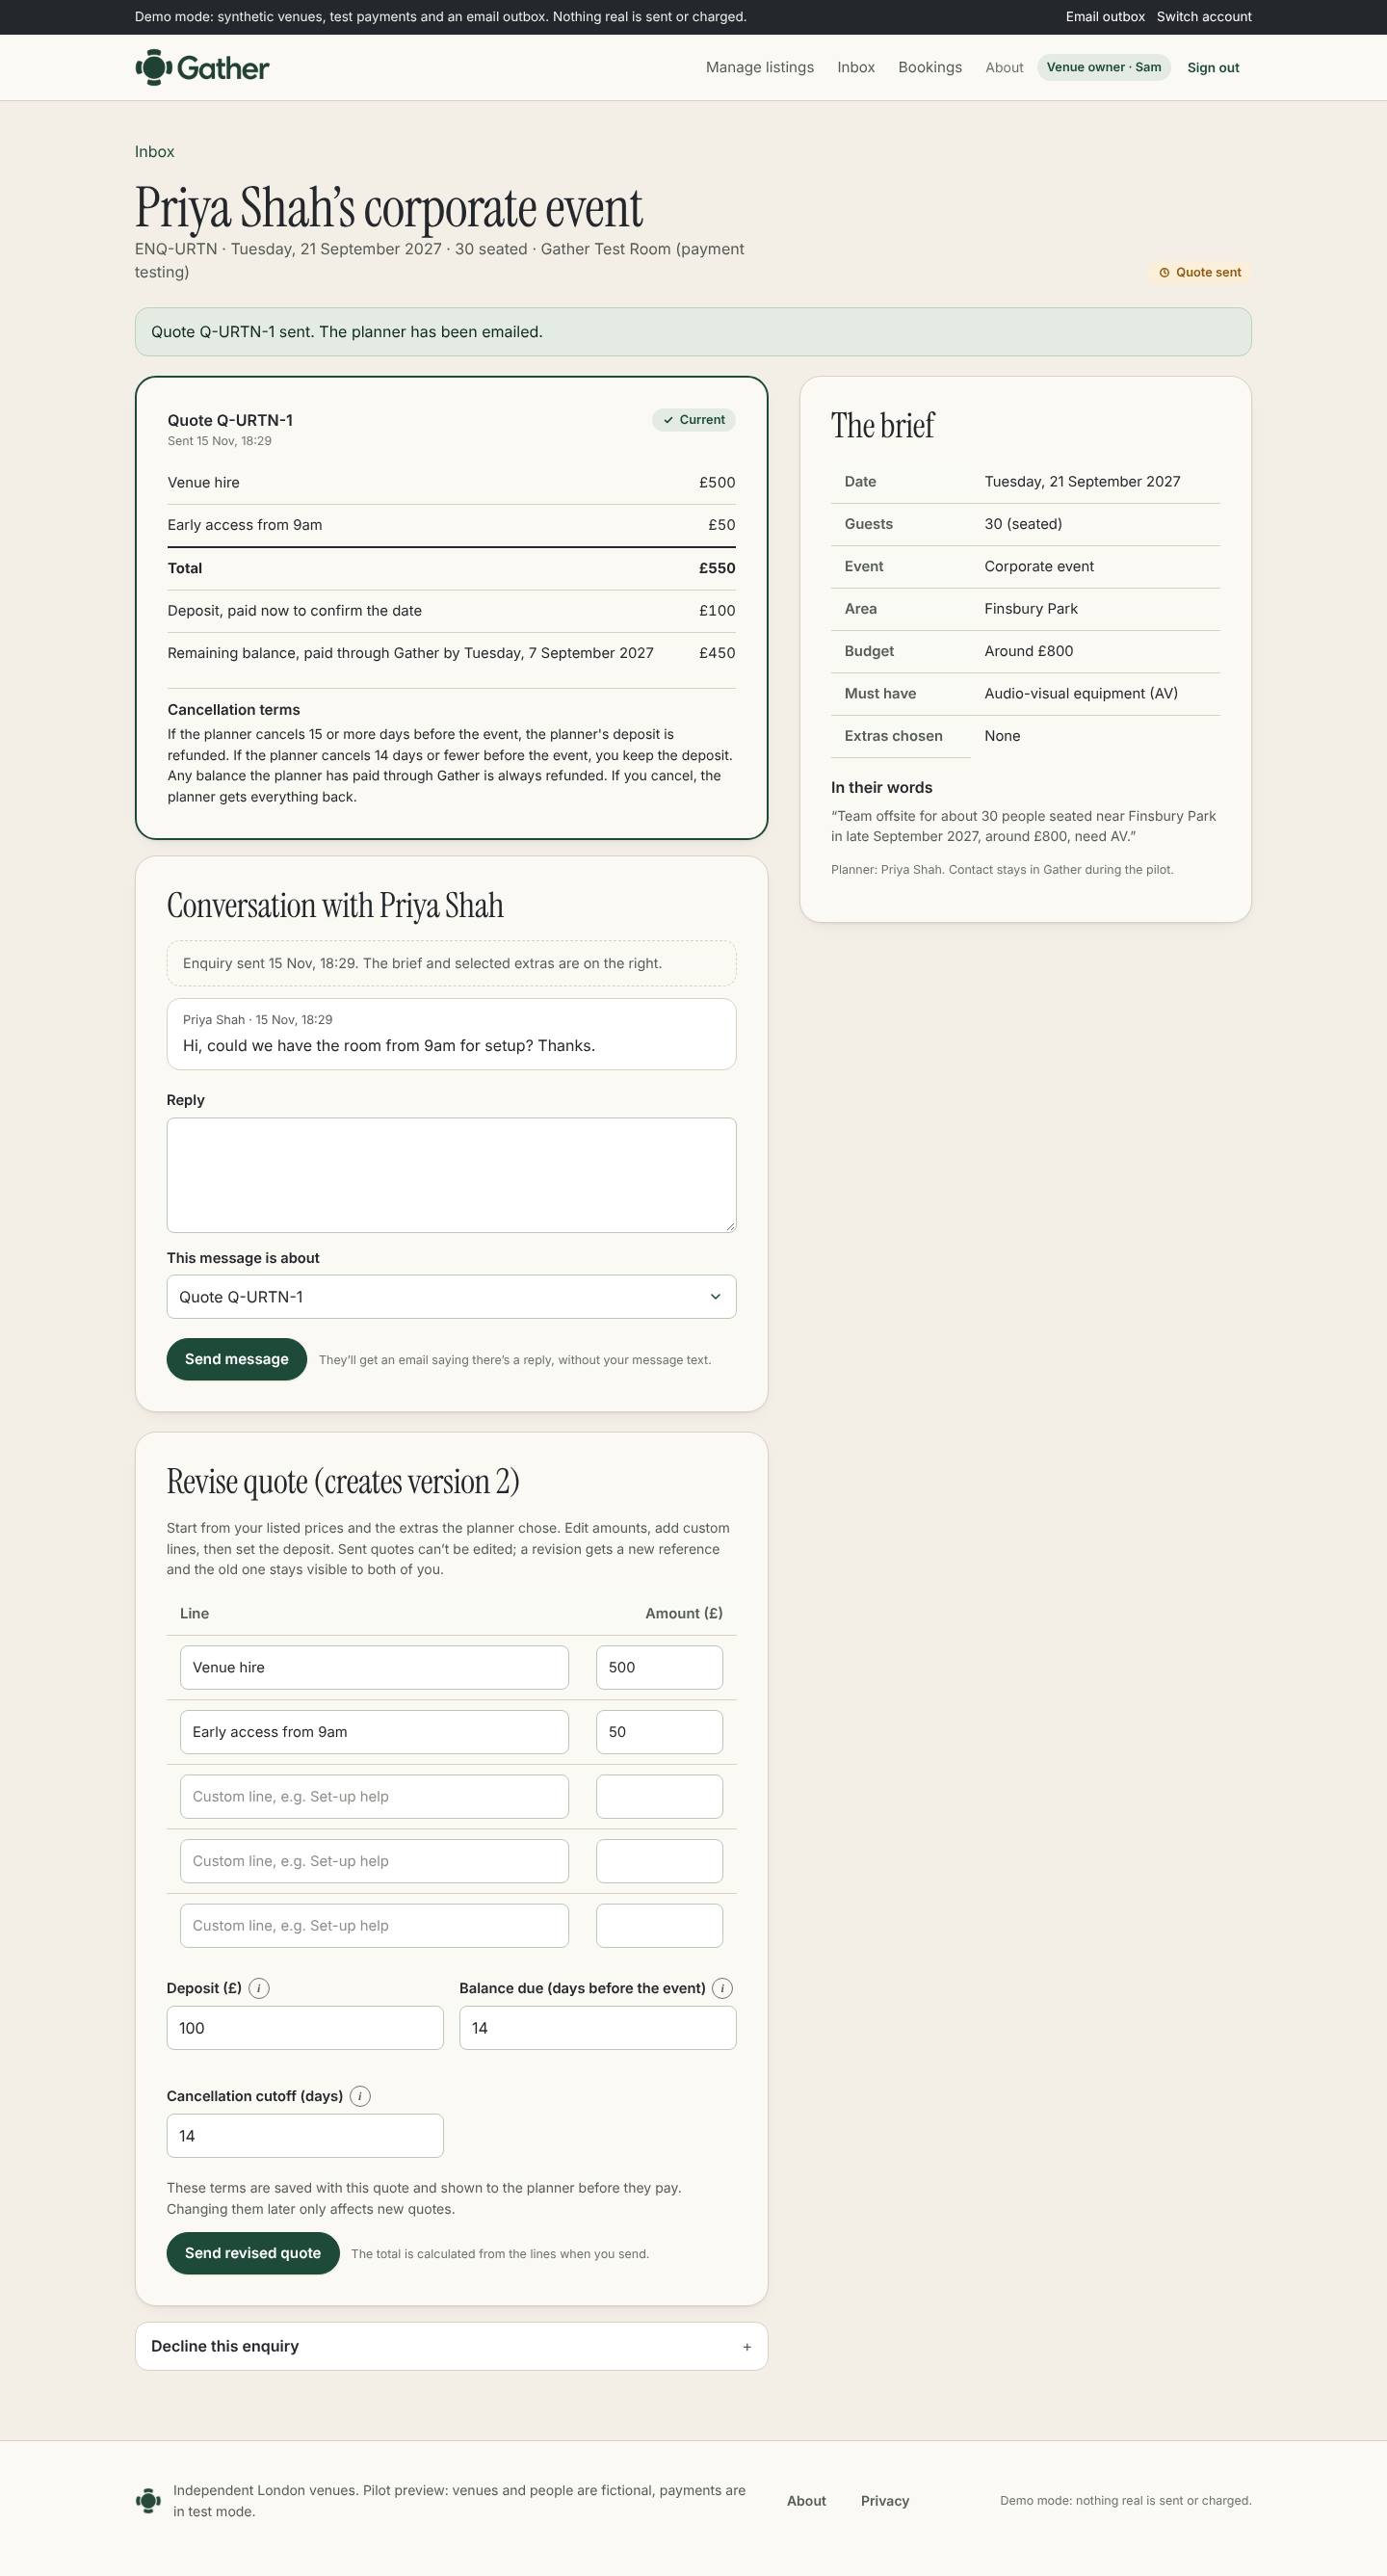 Demo mode: synthetic venues, test payments and an email outbox. Nothing real is sent or charged.
Email outbox Switch account
Gather
Manage listings Inbox Bookings About Venue owner · Sam Sign out
Inbox
Priya Shah’s corporate event
ENQ-URTN · Tuesday, 21 September 2027 · 30 seated · Gather Test Room (payment
testing)
Quote sent
Quote Q-URTN-1 sent. The planner has been emailed.
Quote Q-URTN-1
Current
Sent 15 Nov, 18:29
Venue hire £500
Early access from 9am £50
Total £550
Deposit, paid now to confirm the date £100
Remaining balance, paid through Gather by Tuesday, 7 September 2027 £450
Cancellation terms
If the planner cancels 15 or more days before the event, the planner's deposit is
refunded. If the planner cancels 14 days or fewer before the event, you keep the deposit.
Any balance the planner has paid through Gather is always refunded. If you cancel, the
planner gets everything back.
The brief
Date Tuesday, 21 September 2027
Guests 30 (seated)
Event Corporate event
Area Finsbury Park
Budget Around £800
Must have Audio-visual equipment (AV)
Extras chosen None
In their words
“Team offsite for about 30 people seated near Finsbury Park
in late September 2027, around £800, need AV.”
Planner: Priya Shah. Contact stays in Gather during the pilot.
Conversation with Priya Shah
Enquiry sent 15 Nov, 18:29. The brief and selected extras are on the right.
Priya Shah · 15 Nov, 18:29
Hi, could we have the room from 9am for setup? Thanks.
Reply
This message is about
Quote Q-URTN-1
Send message They’ll get an email saying there’s a reply, without your message text.
Revise quote (creates version 2)
Start from your listed prices and the extras the planner chose. Edit amounts, add custom
lines, then set the deposit. Sent quotes can’t be edited; a revision gets a new reference
and the old one stays visible to both of you.
Line Amount (£)
Venue hire 500
Early access from 9am 50
Custom line, e.g. Set-up help
Custom line, e.g. Set-up help
Custom line, e.g. Set-up help
Deposit (£) i Balance due (days before the event) i
100 14
Cancellation cutoff (days) i
14
These terms are saved with this quote and shown to the planner before they pay.
Changing them later only affects new quotes.
Send revised quote The total is calculated from the lines when you send.
Decline this enquiry +
Independent London venues. Pilot preview: venues and people are fictional, payments are
in test mode.
About Privacy
Demo mode: nothing real is sent or charged.